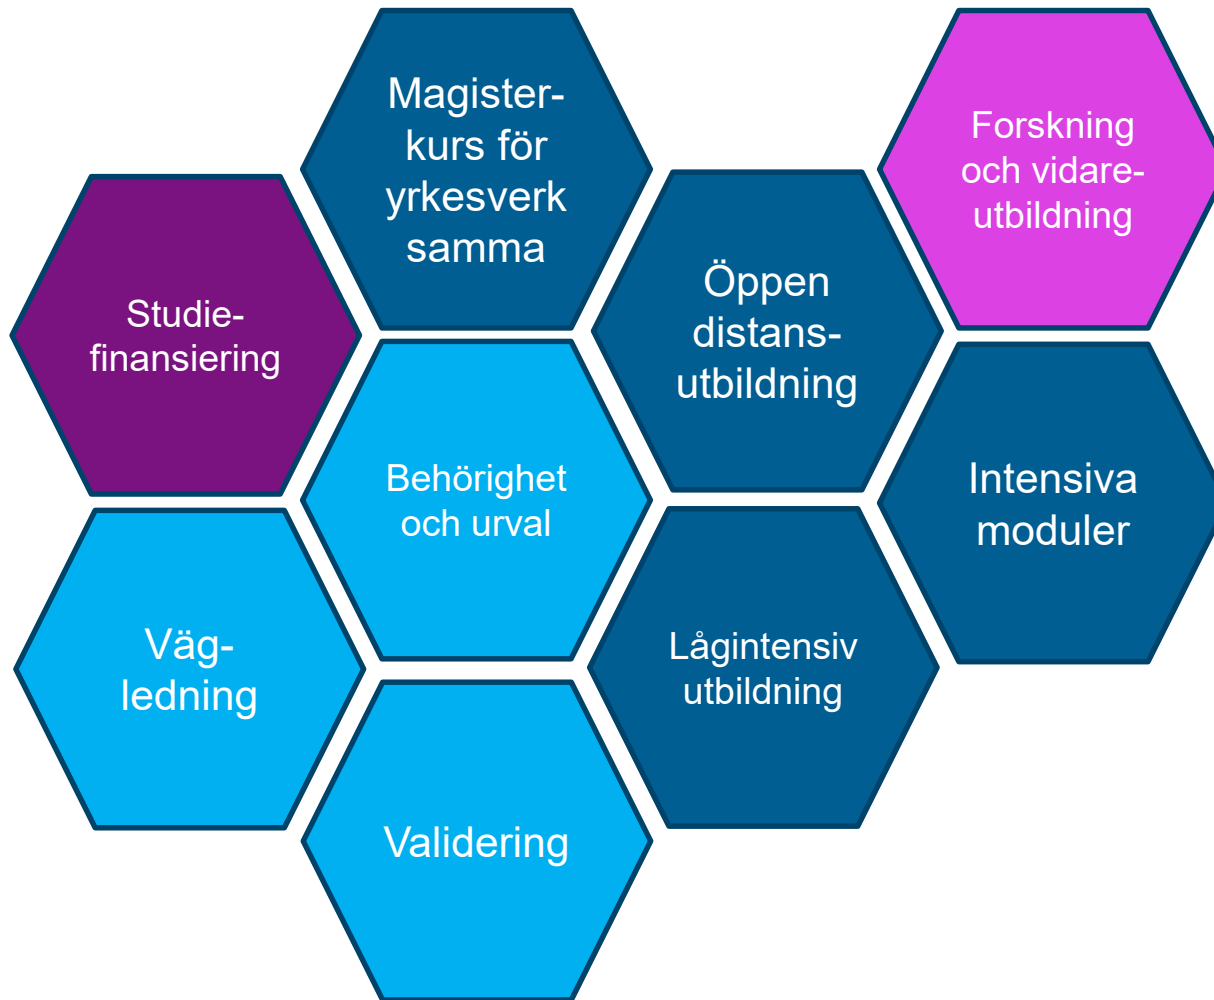 Magister-
kurs för
yrkesverk
samma
Forskning
och vidare-
utbildning
Studie-
finansiering
Öppen
distans-
utbildning
Behörighet
och urval
Intensiva
moduler
Väg-
ledning
Lågintensiv
utbildning
Validering